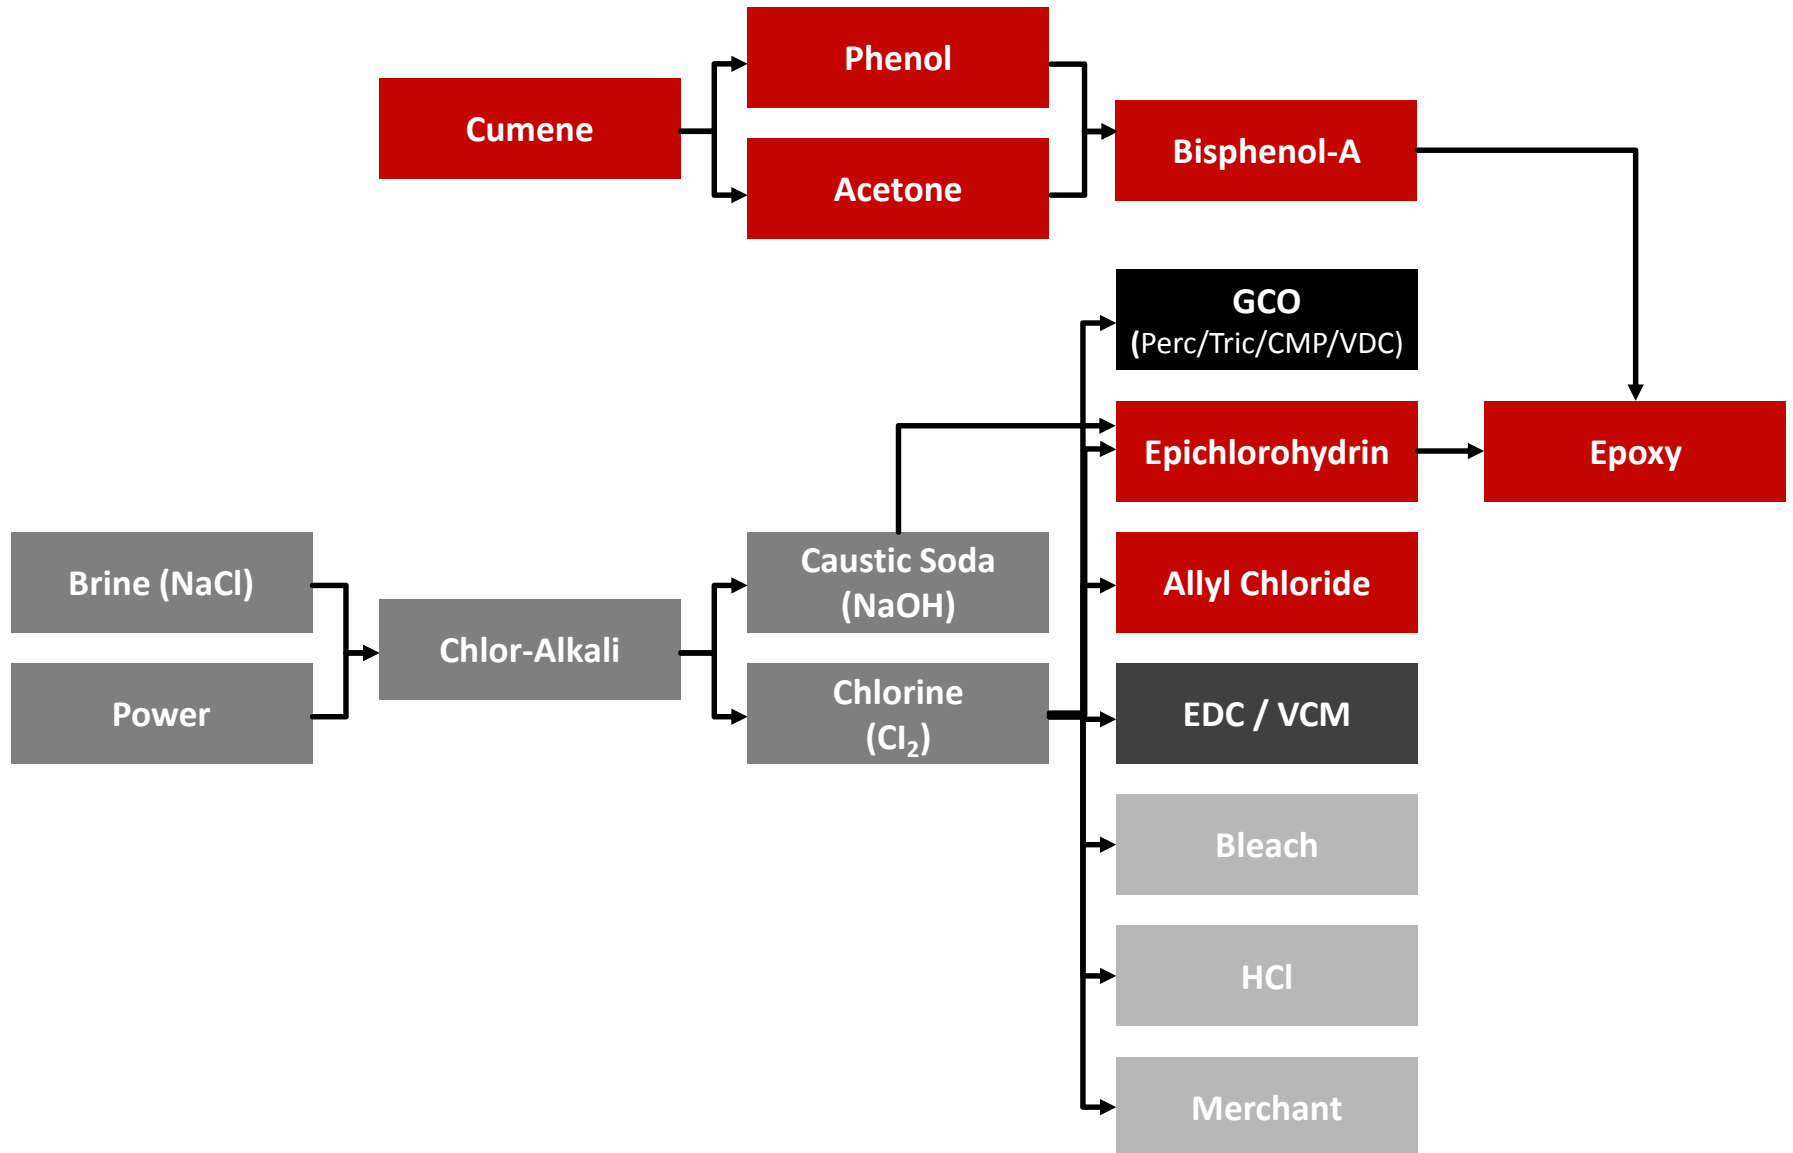 Phenol
Cumene
Acetone
Bisphenol-A
GCO
(Perc/Tric/CMP/VDC)
Epichlorohydrin
Epoxy
Brine (NaCl)
Power
Chlor-Alkali
Caustic Soda
(NaOH)
Chlorine
(Cl₂)
Allyl Chloride
EDC / VCM
Bleach
HCl
Merchant